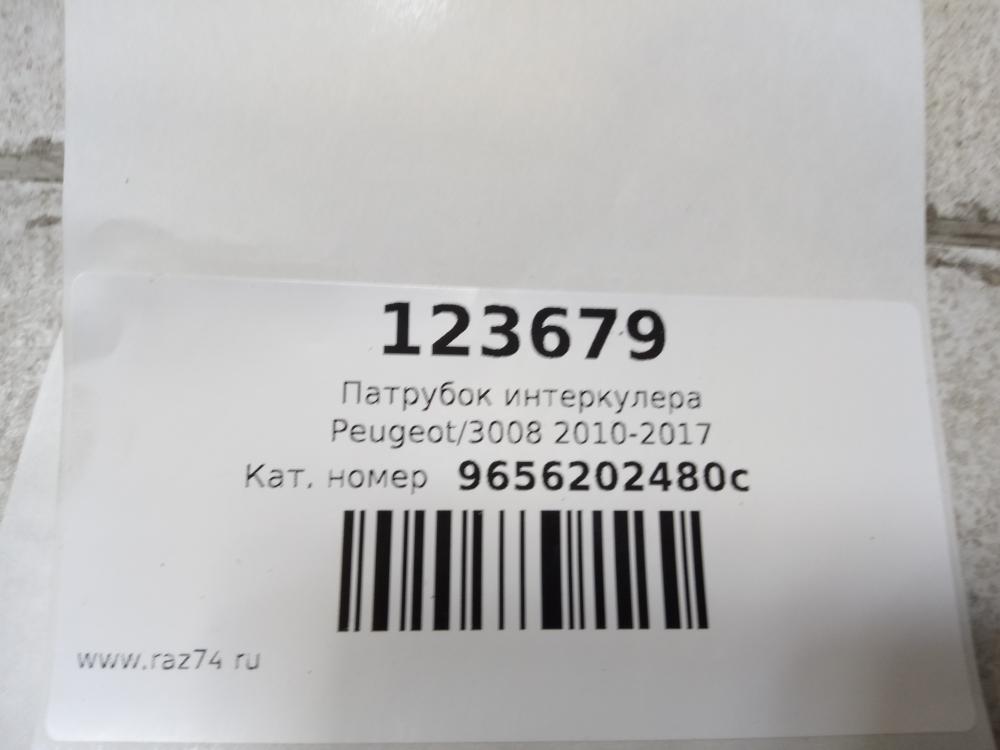 123679
Патрубок интеркулера
Peugeot/3008 2010-2017
Кат. номер 9656202480c
www.raz74 ru